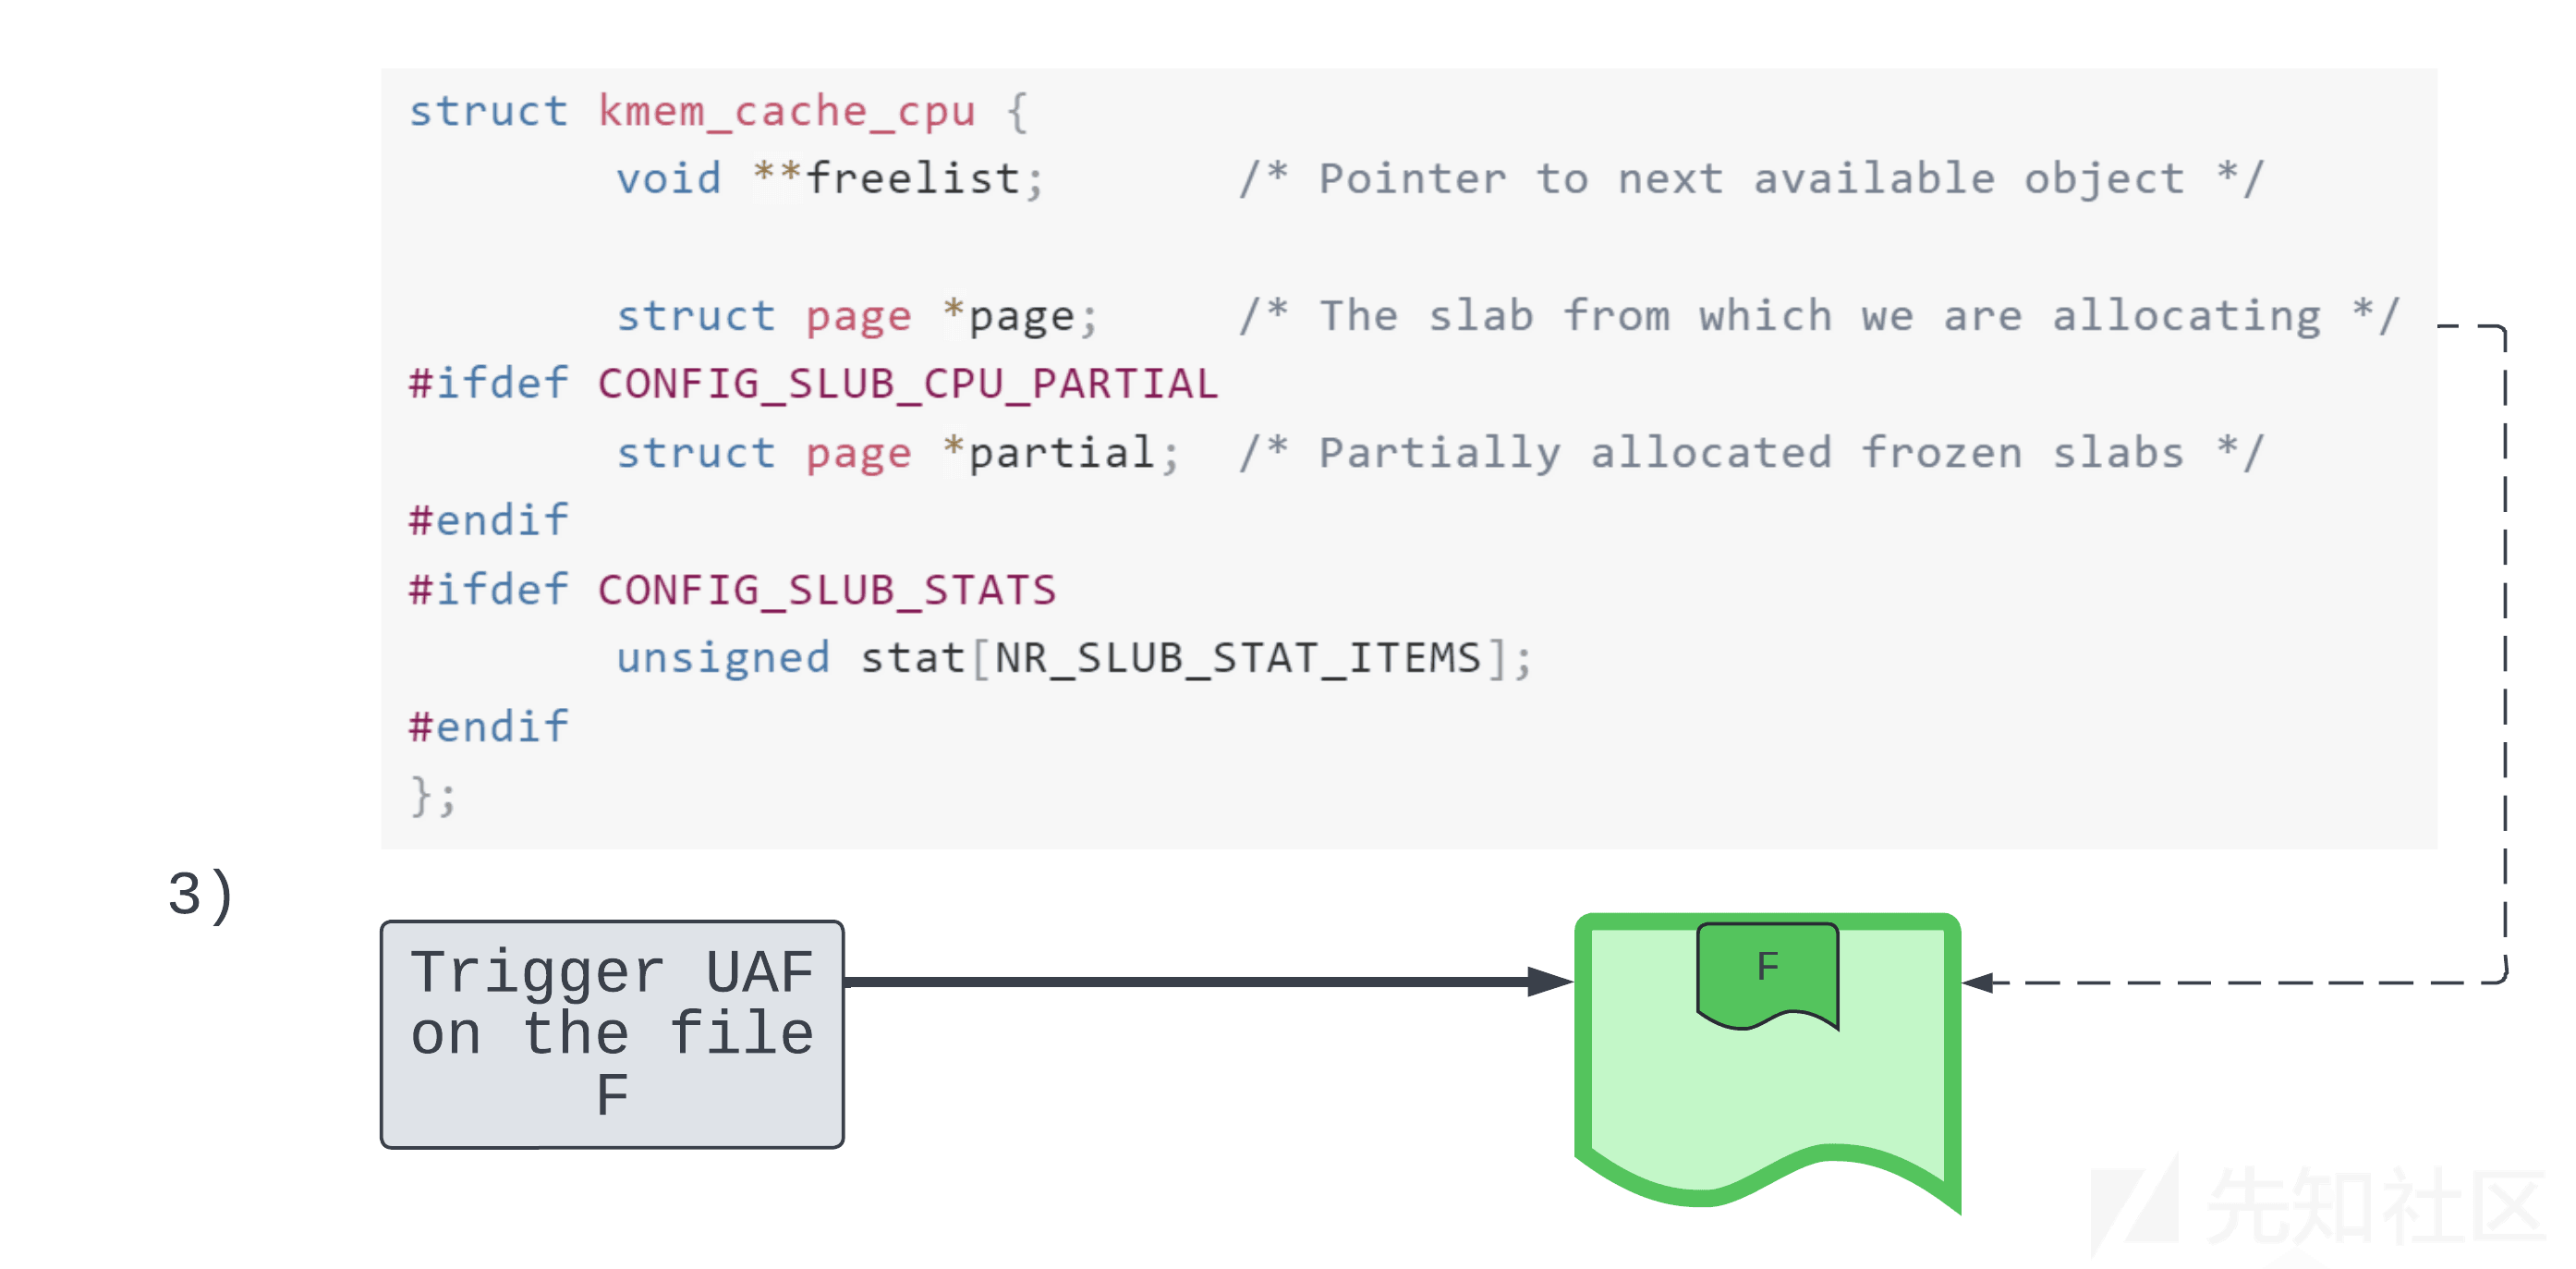 struct kmem_cache_cpu {
void **freelist; /* Pointer to next available object */
struct page *page; /* The slab from which we are allocating */
#ifdef CONFIG_SLUB_CPU_PARTIAL
struct page *partial; /* Partially allocated frozen slabs */
#endif
#ifdef CONFIG_SLUB_STATS
unsigned stat[NR_SLUB_STAT_ITEMS];
#endif
};
3)
Trigger UAF
on the file
F
F
先知社区